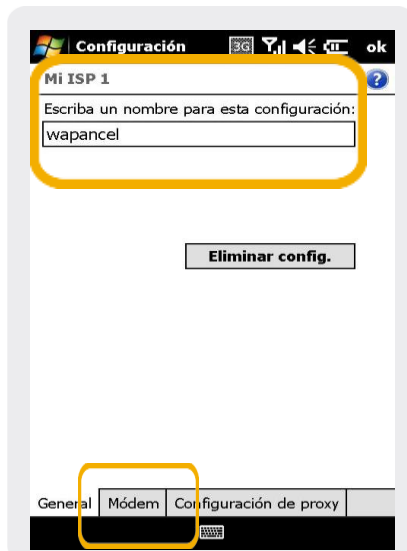 Configuración 3G ok
Mi ISP 1
Escriba un nombre para esta configuración:
wapancel
Eliminar config.
General Módem Configuración de proxy